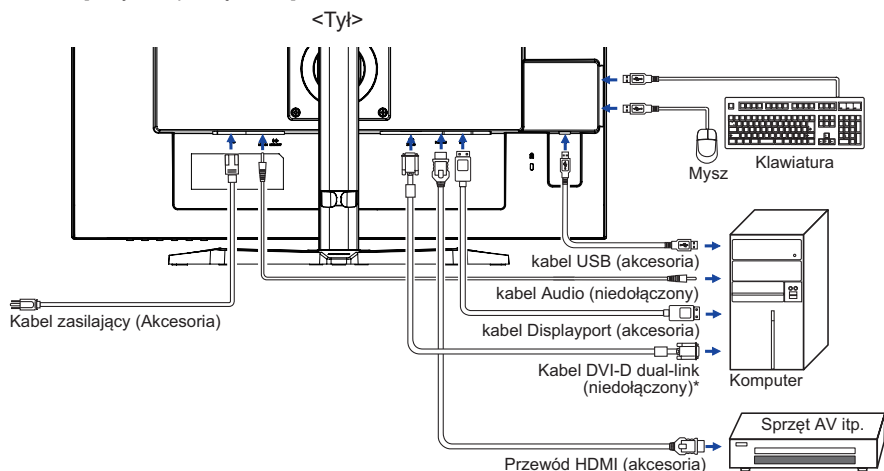 <Tył>
Mysz
Klawiatura
kabel USB (akcesoria)
kabel Audio (niedołączony)
Kabel zasilający (Akcesoria)
kabel Displayport (akcesoria)
Kabel DVI-D dual-link
(niedołączony)*
Komputer
Sprzęt AV itp.
Przewód HDMI (akcesoria)